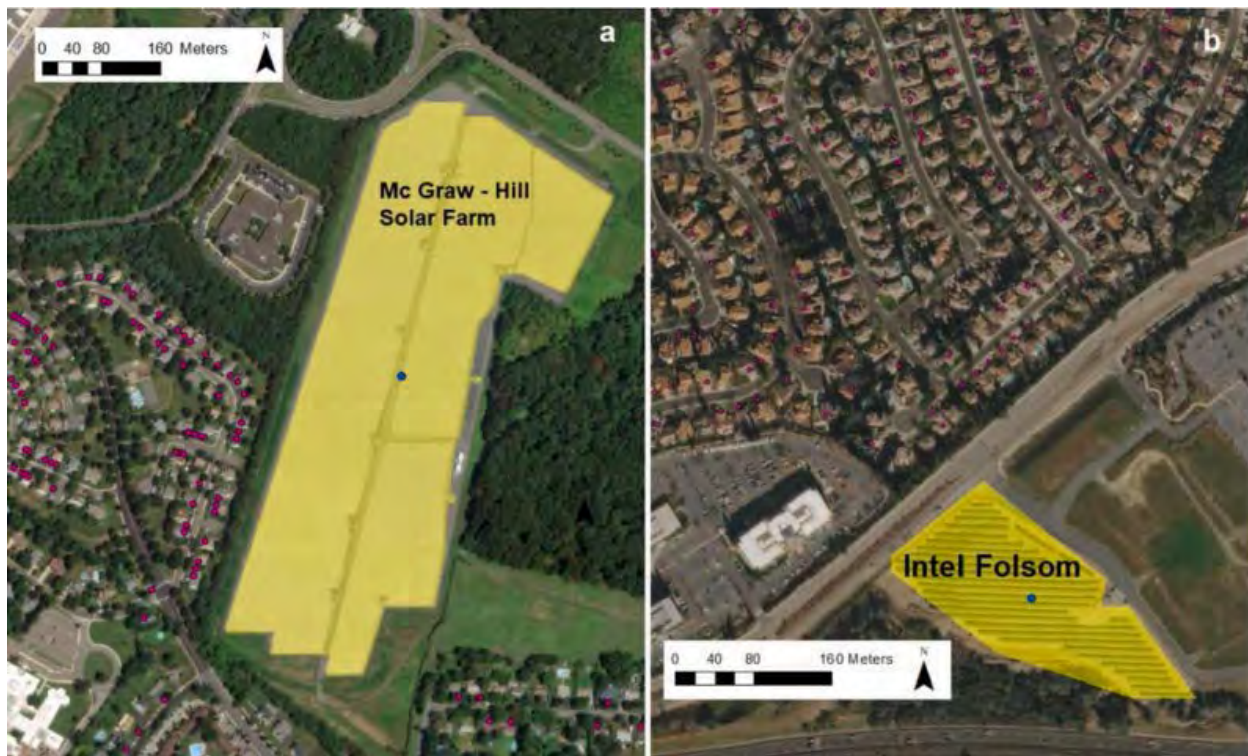 a
N
0 40 80 160 Meters
Mc Graw - Hill
Solar Farm
b
Intel Folsom
N
0 40 80 160 Meters